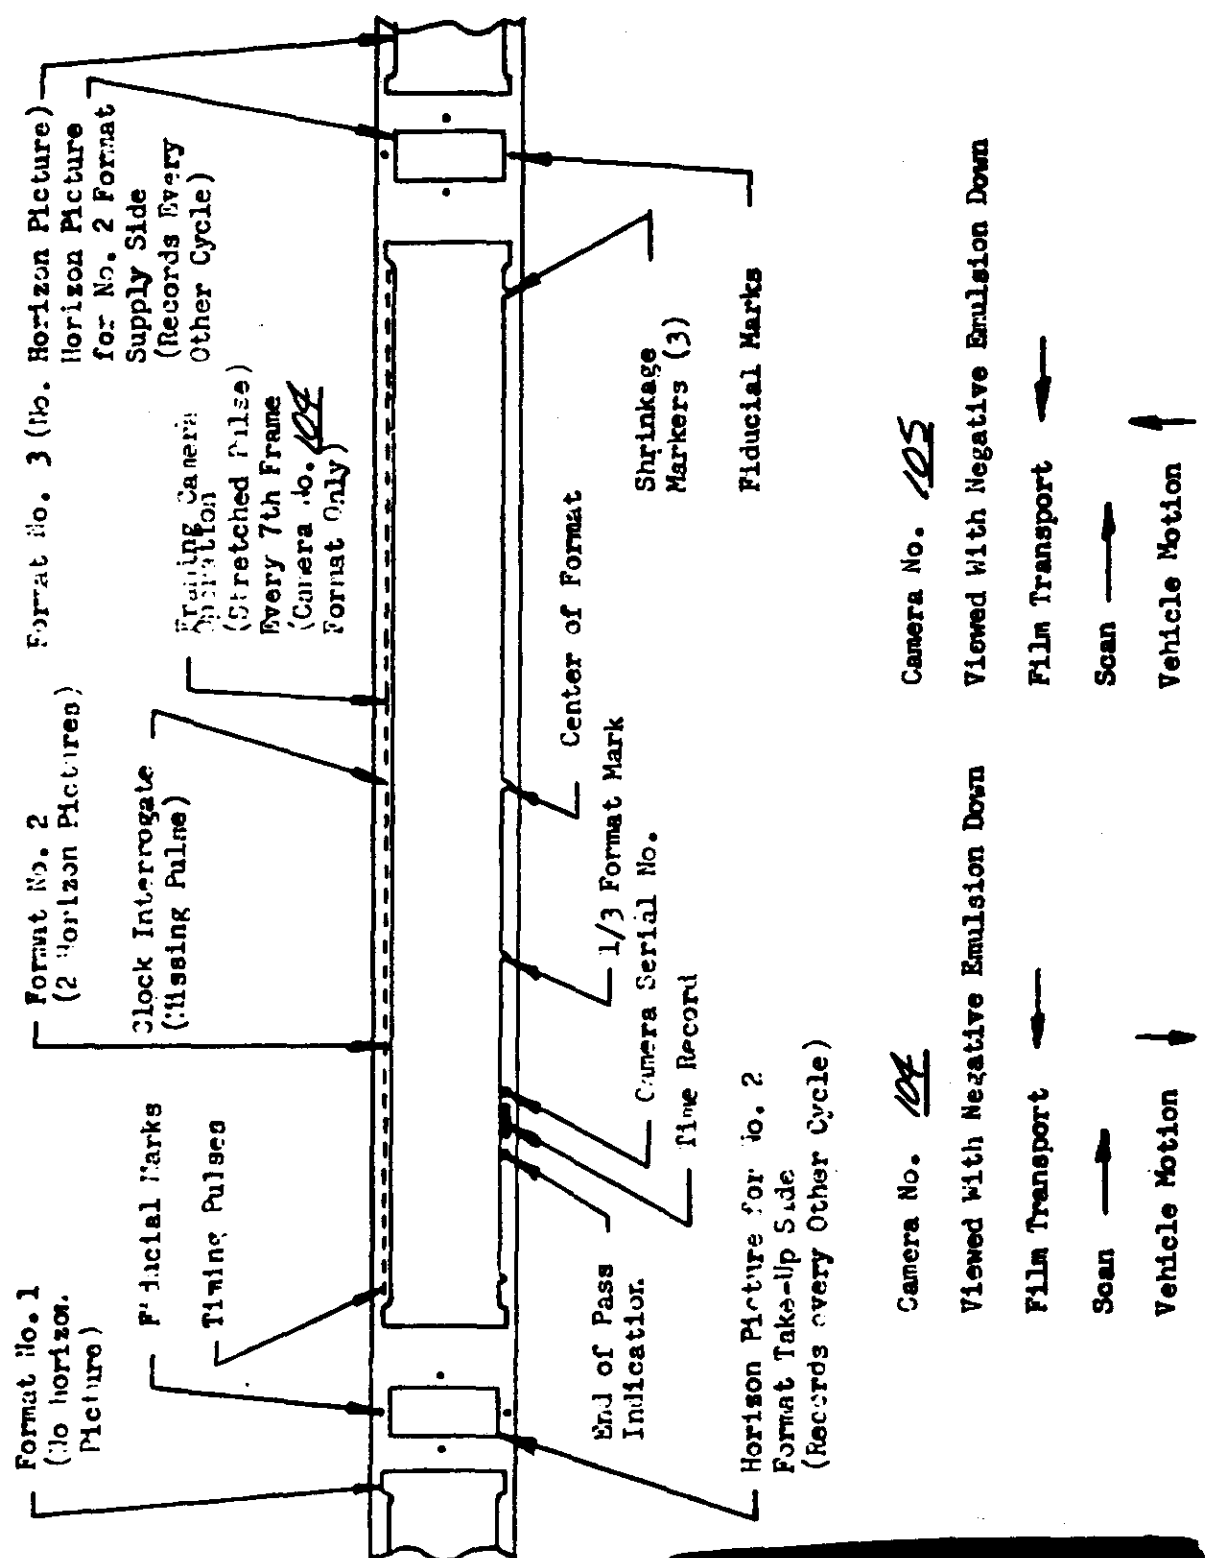 Format No. 1
(No horizon.
Picture)
Fiducial Marks
Timing Pulses
Format No. 2
(2 Horizon Pictures)
Clock Interrogate
(Missing Pulse)
Format No. 3 (No. Horizon Picture)
Horizon Picture
for No. 2 Format
Supply Side
(Records Every
Other Cycle)
Framing Camera
Operation
(Stretched Pulse)
Every 7th Frame
(Camera No. 104
Format Only)
End of Pass
Indication.
Horizon Picture for No. 2
Format Take-Up Side
(Records every Other Cycle)
Time Record
Camera Serial No.
1/3 Format Mark
Center of Format
Shrinkage
Markers (3)
Fiducial Marks
Camera No. 104
Viewed With Negative Emulsion Down
Film Transport
Scan
Vehicle Motion
Camera No. 105
Viewed With Negative Emulsion Down
Film Transport
Scan
Vehicle Motion